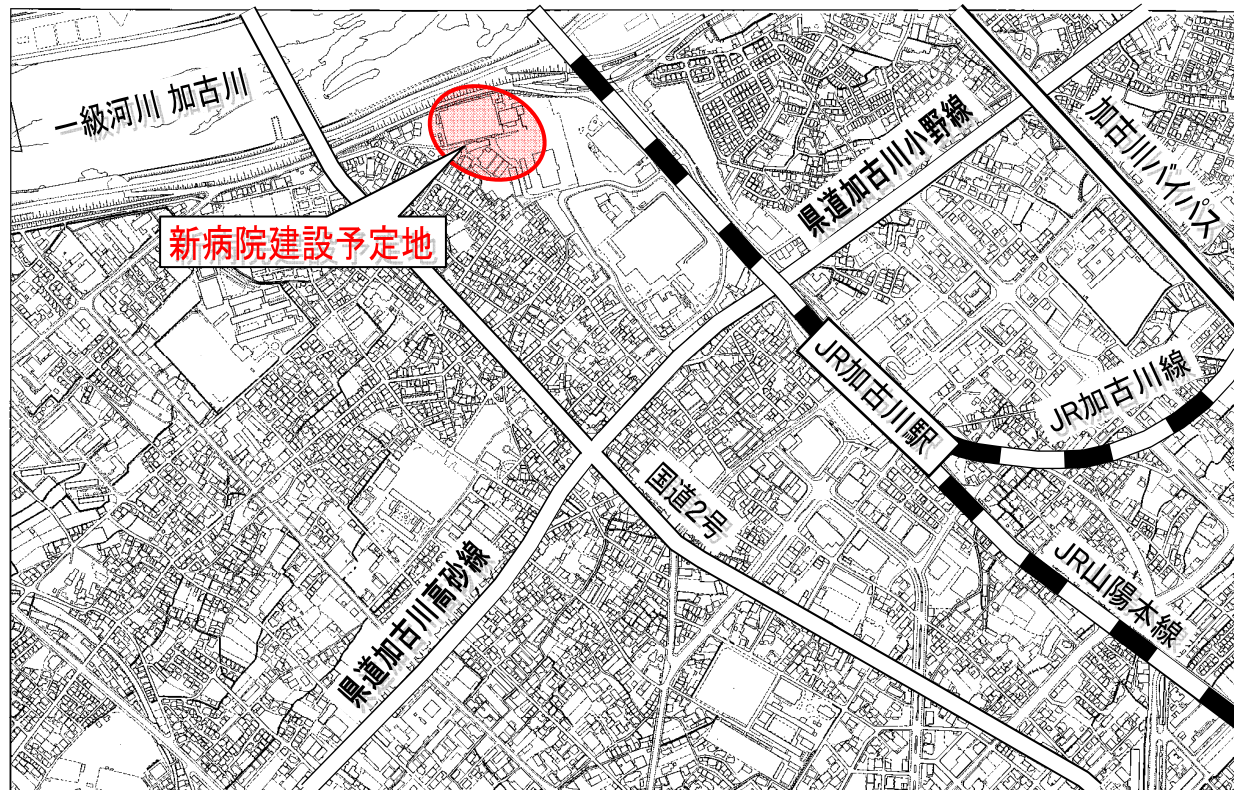 一級河川 加古川
新病院建設予定地
県道加古川小野線
加古川バイパス
JR加古川駅
JR加古川線
国道2号
県道加古川高砂線
JR山陽本線